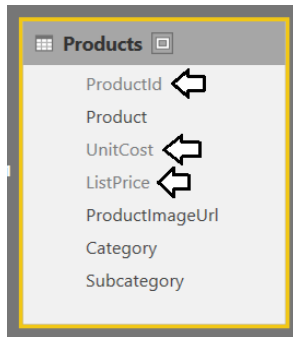 Products
ProductId
Product
UnitCost
ListPrice
ProductImageUrl
Category
Subcategory